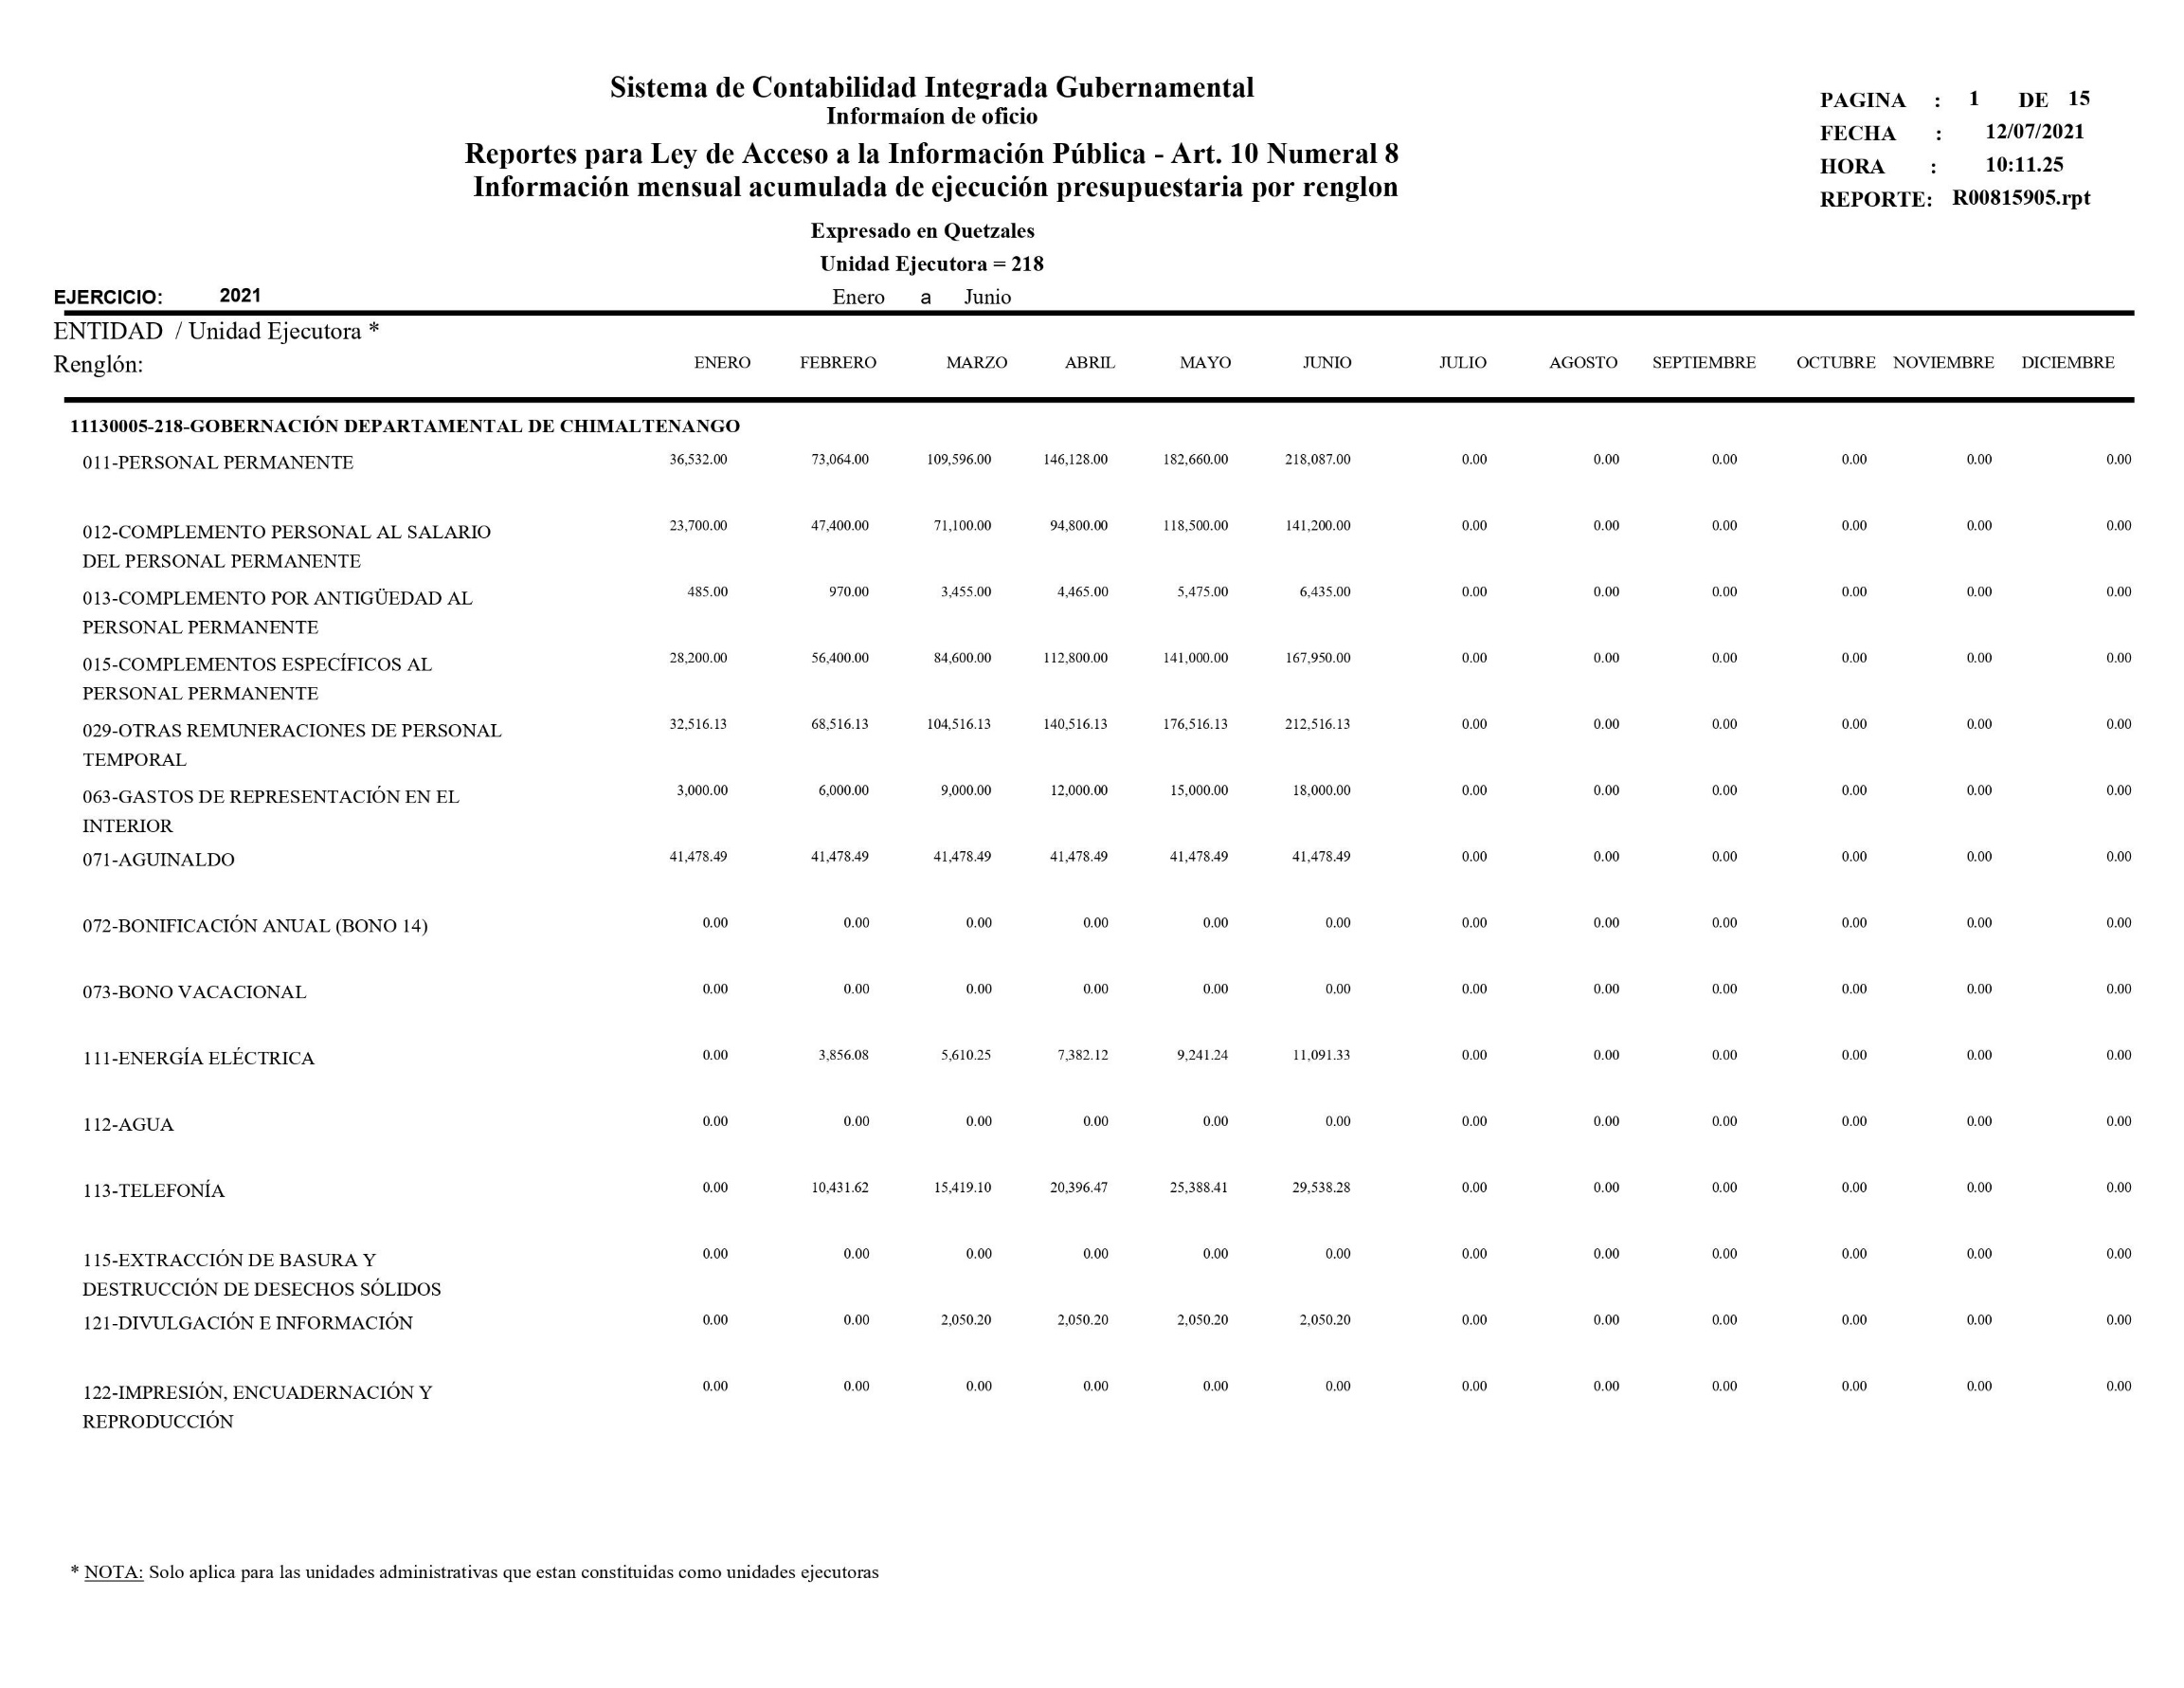 Sistema de Contabilidad Integrada Gubernamental
Informaíon de oficio
Reportes para Ley de Acceso a la Información Pública - Art. 10 Numeral 8
Información mensual acumulada de ejecución presupuestaria por renglon
PAGINA : 1 DE 15
FECHA : 12/07/2021
HORA : 10:11.25
REPORTE: R00815905.rpt
Expresado en Quetzales
Unidad Ejecutora = 218
EJERCICIO: 2021 Enero a Junio
ENTIDAD / Unidad Ejecutora *
Renglón: ENERO FEBRERO MARZO ABRIL MAYO JUNIO JULIO AGOSTO SEPTIEMBRE OCTUBRE NOVIEMBRE DICIEMBRE
11130005-218-GOBERNACIÓN DEPARTAMENTAL DE CHIMALTENANGO
011-PERSONAL PERMANENTE 36,532.00 73,064.00 109,596.00 146,128.00 182,660.00 218,087.00 0.00 0.00 0.00 0.00 0.00 0.00
012-COMPLEMENTO PERSONAL AL SALARIO 23,700.00 47,400.00 71,100.00 94,800.00 118,500.00 141,200.00 0.00 0.00 0.00 0.00 0.00 0.00
DEL PERSONAL PERMANENTE
013-COMPLEMENTO POR ANTIGÜEDAD AL 485.00 970.00 3,455.00 4,465.00 5,475.00 6,435.00 0.00 0.00 0.00 0.00 0.00 0.00
PERSONAL PERMANENTE
015-COMPLEMENTOS ESPECÍFICOS AL 28,200.00 56,400.00 84,600.00 112,800.00 141,000.00 167,950.00 0.00 0.00 0.00 0.00 0.00 0.00
PERSONAL PERMANENTE
029-OTRAS REMUNERACIONES DE PERSONAL 32,516.13 68,516.13 104,516.13 140,516.13 176,516.13 212,516.13 0.00 0.00 0.00 0.00 0.00 0.00
TEMPORAL
063-GASTOS DE REPRESENTACIÓN EN EL 3,000.00 6,000.00 9,000.00 12,000.00 15,000.00 18,000.00 0.00 0.00 0.00 0.00 0.00 0.00
INTERIOR
071-AGUINALDO 41,478.49 41,478.49 41,478.49 41,478.49 41,478.49 41,478.49 0.00 0.00 0.00 0.00 0.00 0.00
072-BONIFICACIÓN ANUAL (BONO 14) 0.00 0.00 0.00 0.00 0.00 0.00 0.00 0.00 0.00 0.00 0.00 0.00
073-BONO VACACIONAL 0.00 0.00 0.00 0.00 0.00 0.00 0.00 0.00 0.00 0.00 0.00 0.00
111-ENERGÍA ELÉCTRICA 0.00 3,856.08 5,610.25 7,382.12 9,241.24 11,091.33 0.00 0.00 0.00 0.00 0.00 0.00
112-AGUA 0.00 0.00 0.00 0.00 0.00 0.00 0.00 0.00 0.00 0.00 0.00 0.00
113-TELEFONÍA 0.00 10,431.62 15,419.10 20,396.47 25,388.41 29,538.28 0.00 0.00 0.00 0.00 0.00 0.00
115-EXTRACCIÓN DE BASURA Y 0.00 0.00 0.00 0.00 0.00 0.00 0.00 0.00 0.00 0.00 0.00 0.00
DESTRUCCIÓN DE DESECHOS SÓLIDOS
121-DIVULGACIÓN E INFORMACIÓN 0.00 0.00 2,050.20 2,050.20 2,050.20 2,050.20 0.00 0.00 0.00 0.00 0.00 0.00
122-IMPRESIÓN, ENCUADERNACIÓN Y 0.00 0.00 0.00 0.00 0.00 0.00 0.00 0.00 0.00 0.00 0.00 0.00
REPRODUCCIÓN
* NOTA: Solo aplica para las unidades administrativas que estan constituidas como unidades ejecutoras